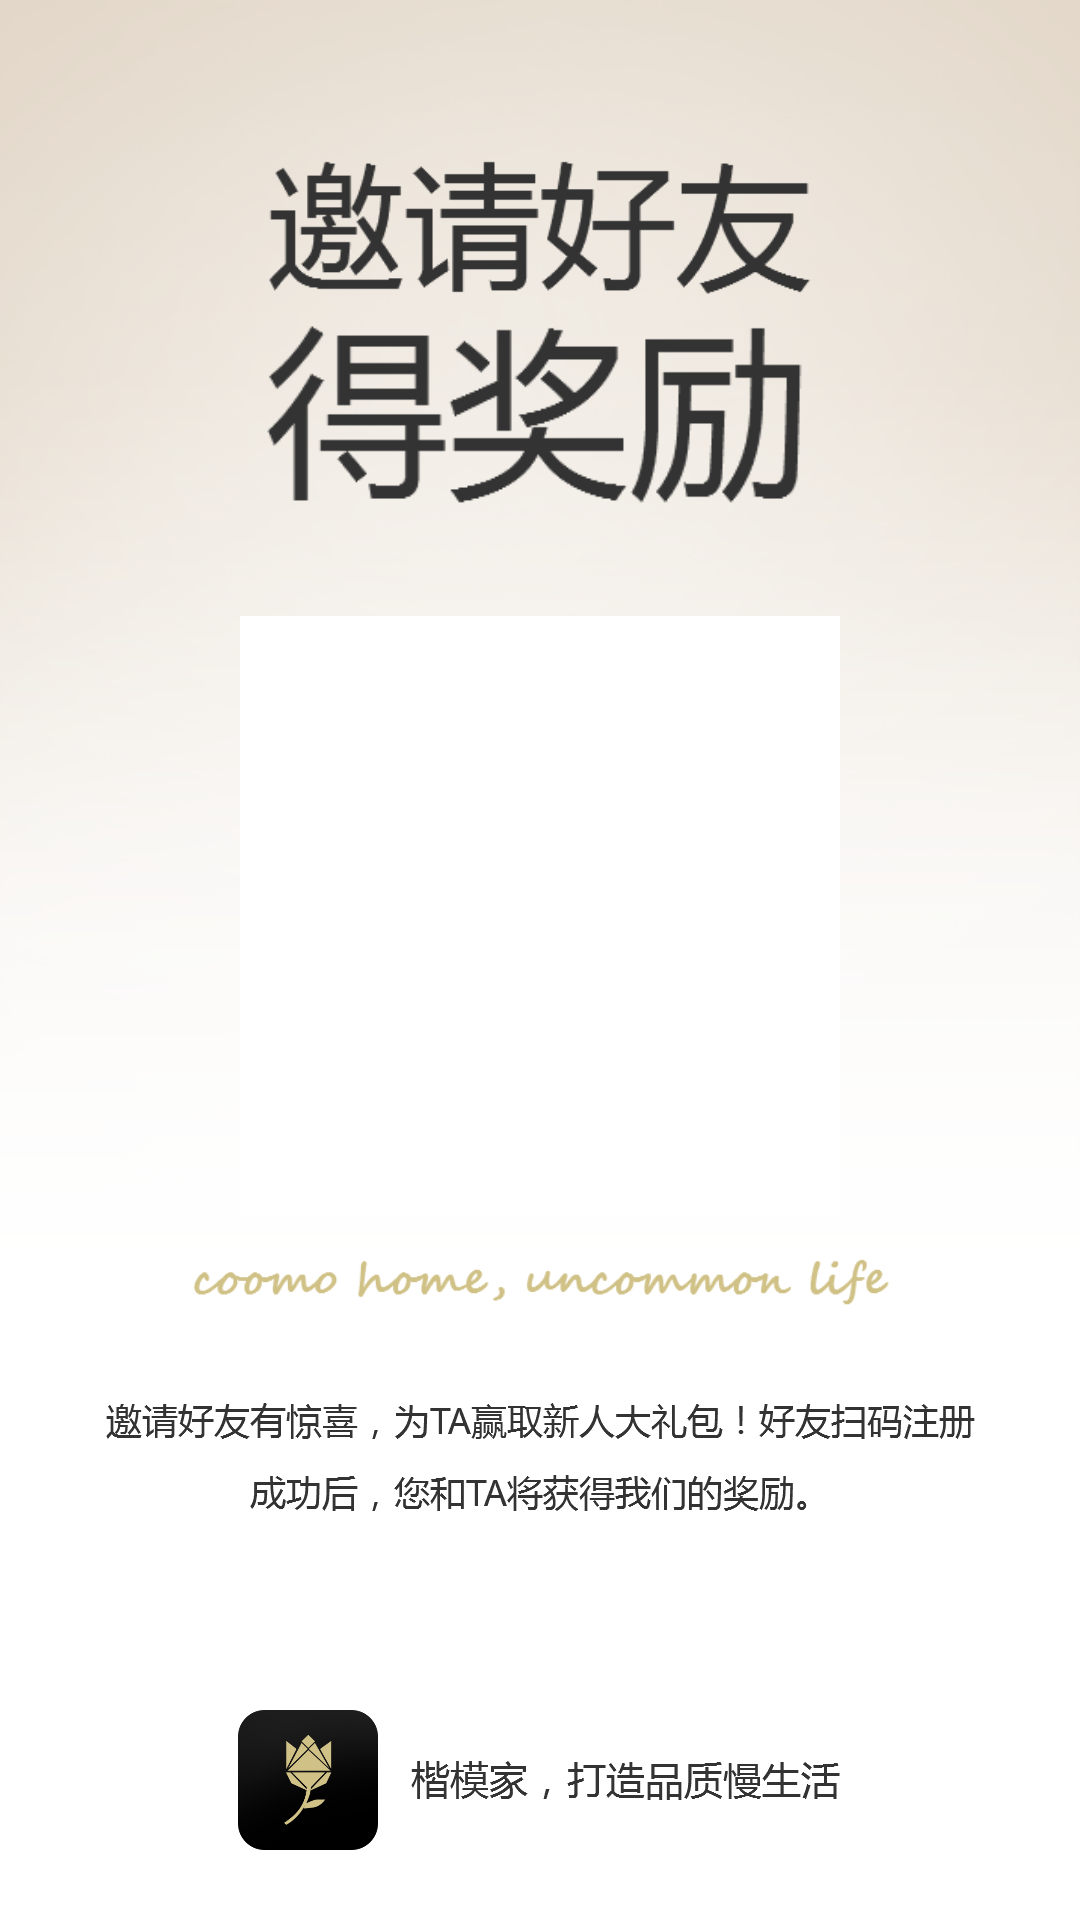 邀请好友
得奖励
coomo home, uncommon life
邀请好友有惊喜，为TA赢取新人大礼包！好友扫码注册
成功后，您和TA将获得我们的奖励。
楷模家，打造品质慢生活